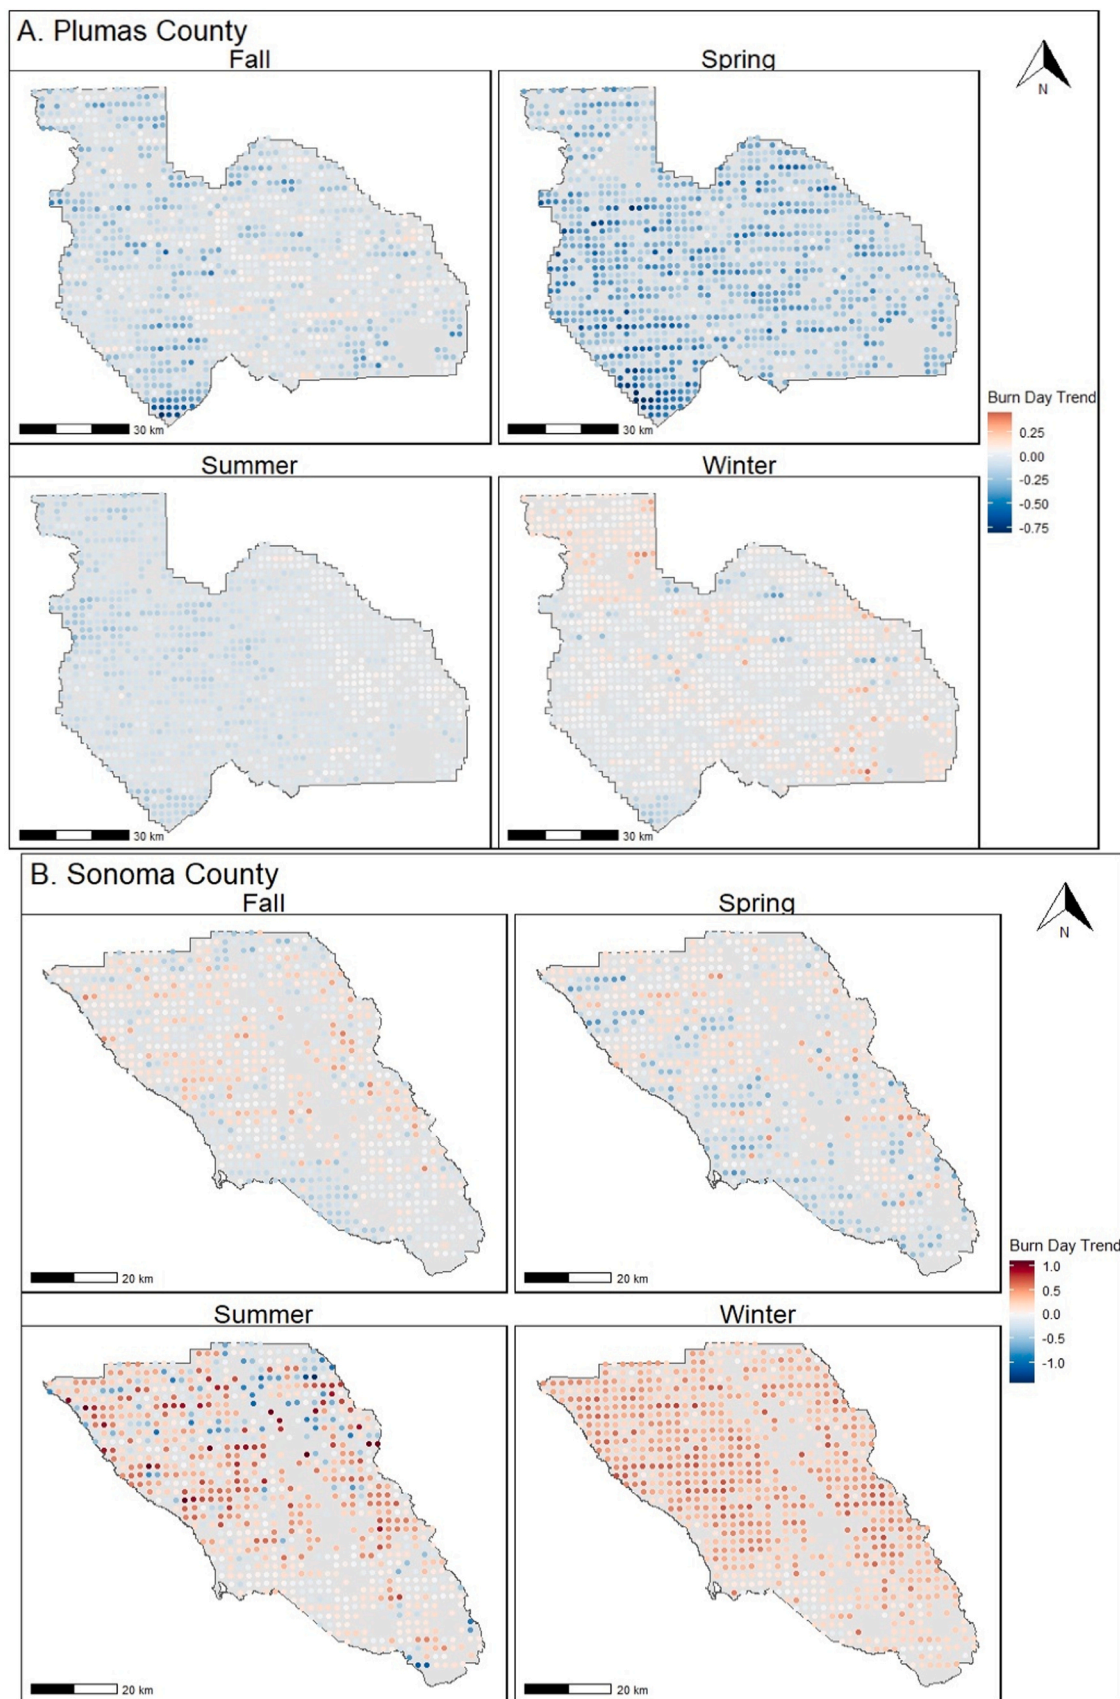 A. Plumas County
Fall
Spring
N
30 km
30 km
Burn Day Trend
0.25
0.00
-0.25
-0.50
-0.75
Summer
Winter
30 km
30 km
B. Sonoma County
Fall
Spring
N
20 km
20 km
Burn Day Trend
1.0
0.5
0.0
-0.5
-1.0
Summer
Winter
20 km
20 km